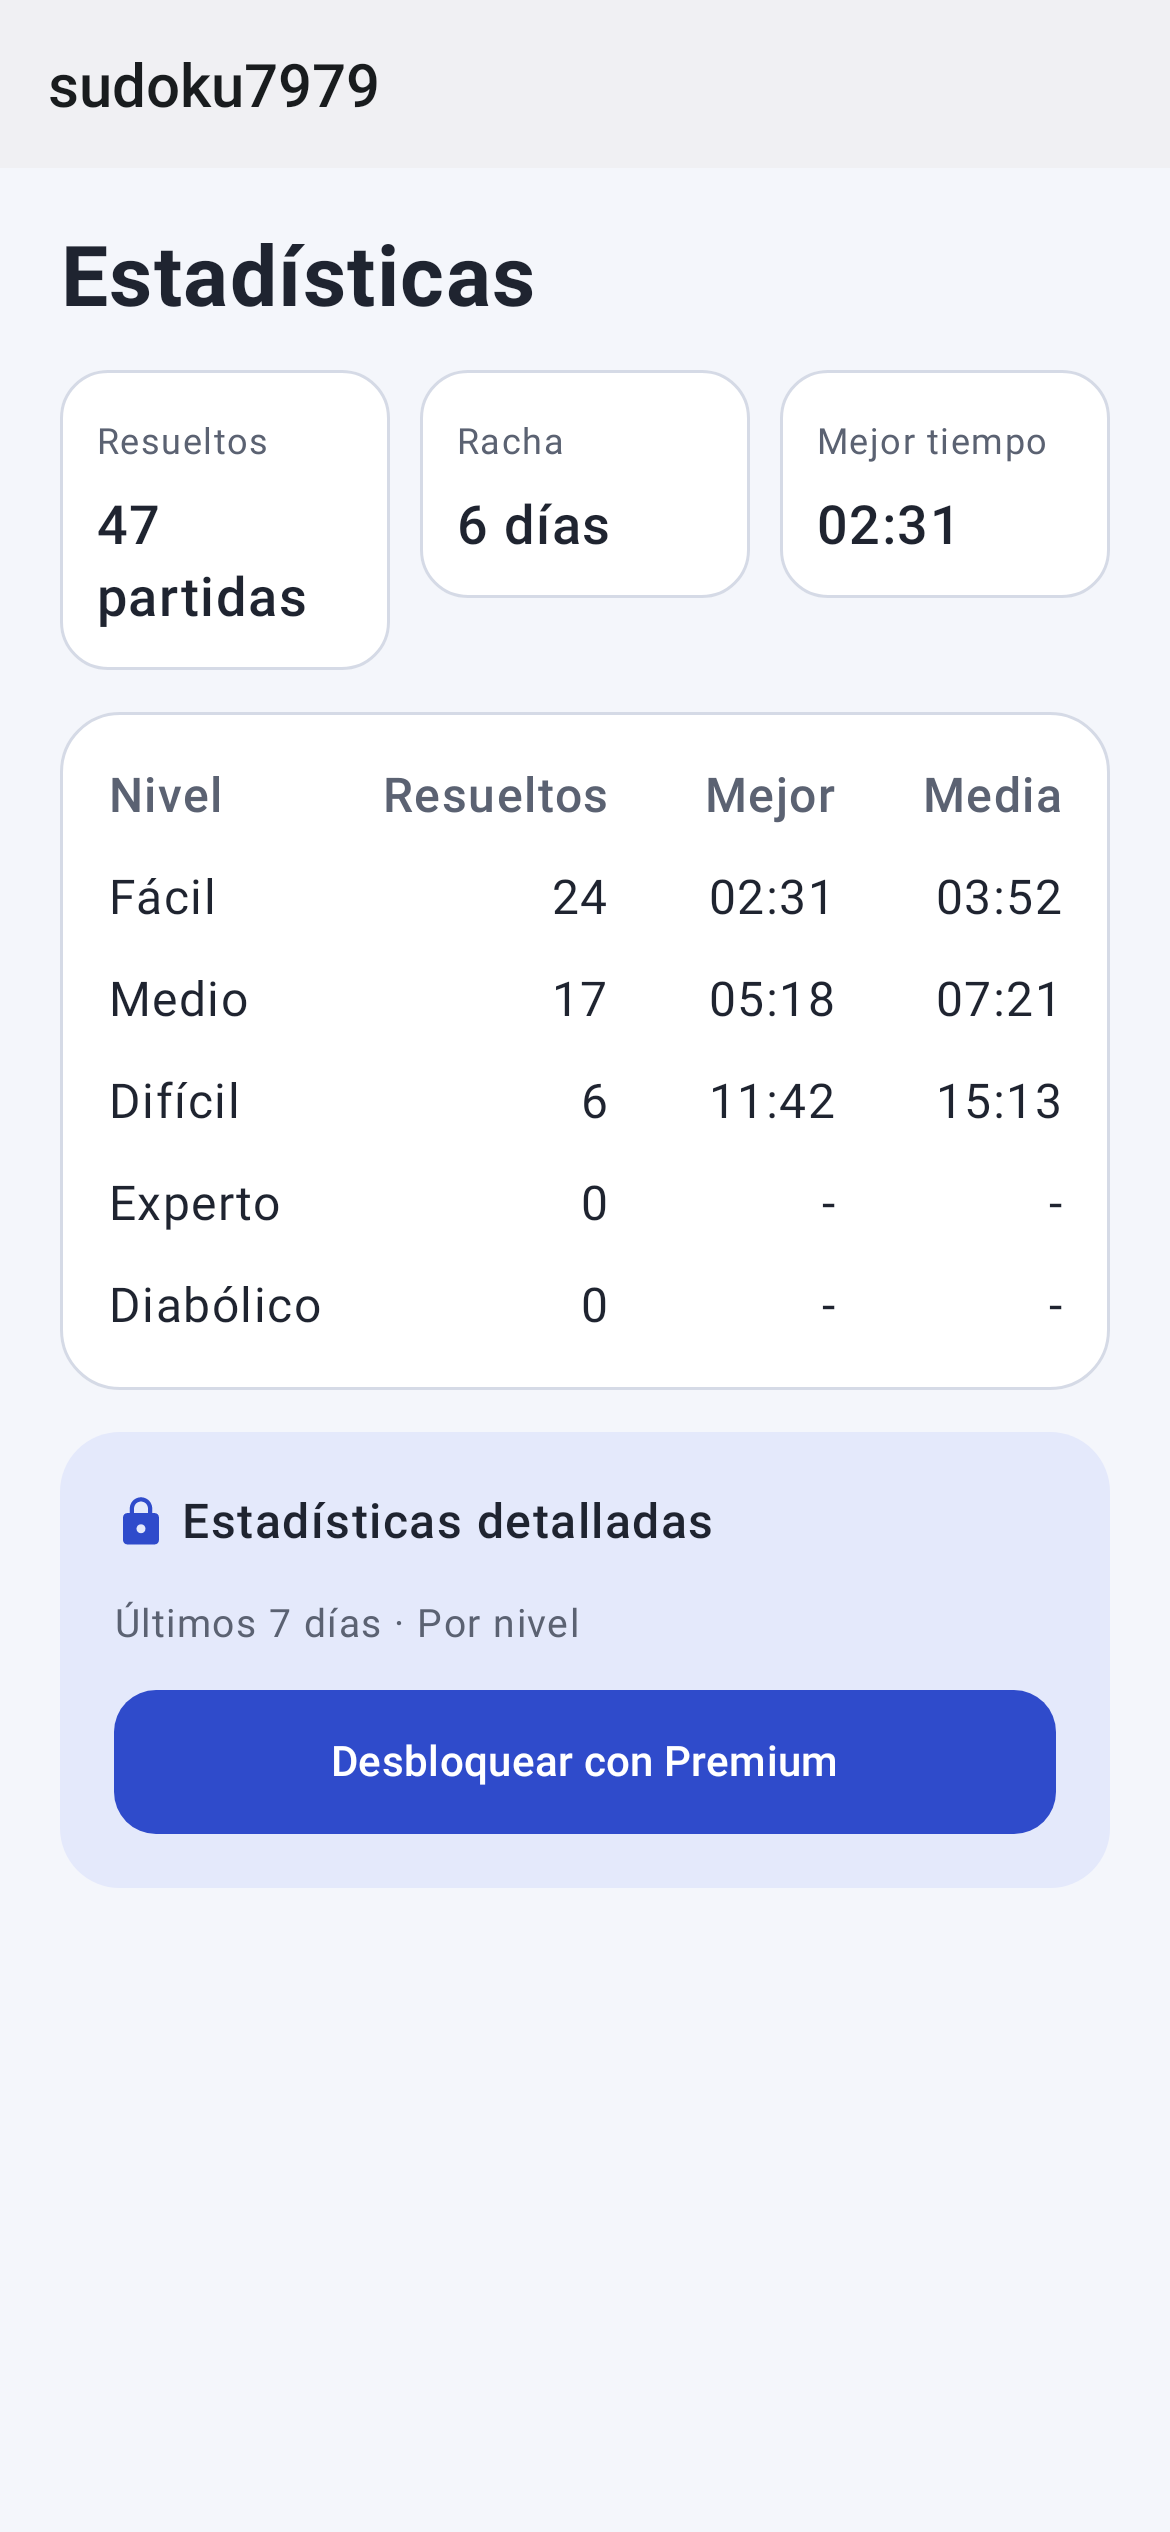 sudoku7979
Estadísticas
Resueltos
47
partidas
Racha
6 días
Mejor tiempo
02:31
Nivel Resueltos Mejor Media
Fácil 24 02:31 03:52
Medio 17 05:18 07:21
Difícil 6 11:42 15:13
Experto 0 - -
Diabólico 0 - -
Estadísticas detalladas
Últimos 7 días · Por nivel
Desbloquear con Premium